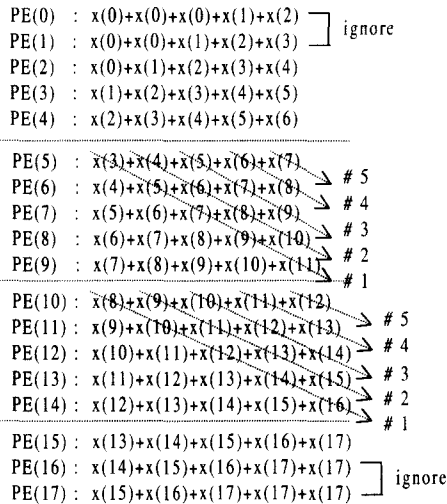 PE(0) : x(0)+x(0)+x(0)+x(1)+x(2)
ignore
PE(1) : x(0)+x(0)+x(1)+x(2)+x(3)
PE(2) : x(0)+x(1)+x(2)+x(3)+x(4)
PE(3) : x(1)+x(2)+x(3)+x(4)+x(5)
PE(4) : x(2)+x(3)+x(4)+x(5)+x(6)
PE(5) : x(3)+x(4)+x(5)+x(6)+x(7)
# 5
PE(6) : x(4)+x(5)+x(6)+x(7)+x(8)
# 4
PE(7) : x(5)+x(6)+x(7)+x(8)+x(9)
# 3
PE(8) : x(6)+x(7)+x(8)+x(9)+x(10)
# 2
PE(9) : x(7)+x(8)+x(9)+x(10)+x(11)
# 1
PE(10) : x(8)+x(9)+x(10)+x(11)+x(12)
# 5
PE(11) : x(9)+x(10)+x(11)+x(12)+x(13)
# 4
PE(12) : x(10)+x(11)+x(12)+x(13)+x(14)
# 3
PE(13) : x(11)+x(12)+x(13)+x(14)+x(15)
# 2
PE(14) : x(12)+x(13)+x(14)+x(15)+x(16)
# 1
PE(15) : x(13)+x(14)+x(15)+x(16)+x(17)
PE(16) : x(14)+x(15)+x(16)+x(17)+x(17)
ignore
PE(17) : x(15)+x(16)+x(17)+x(17)+x(17)